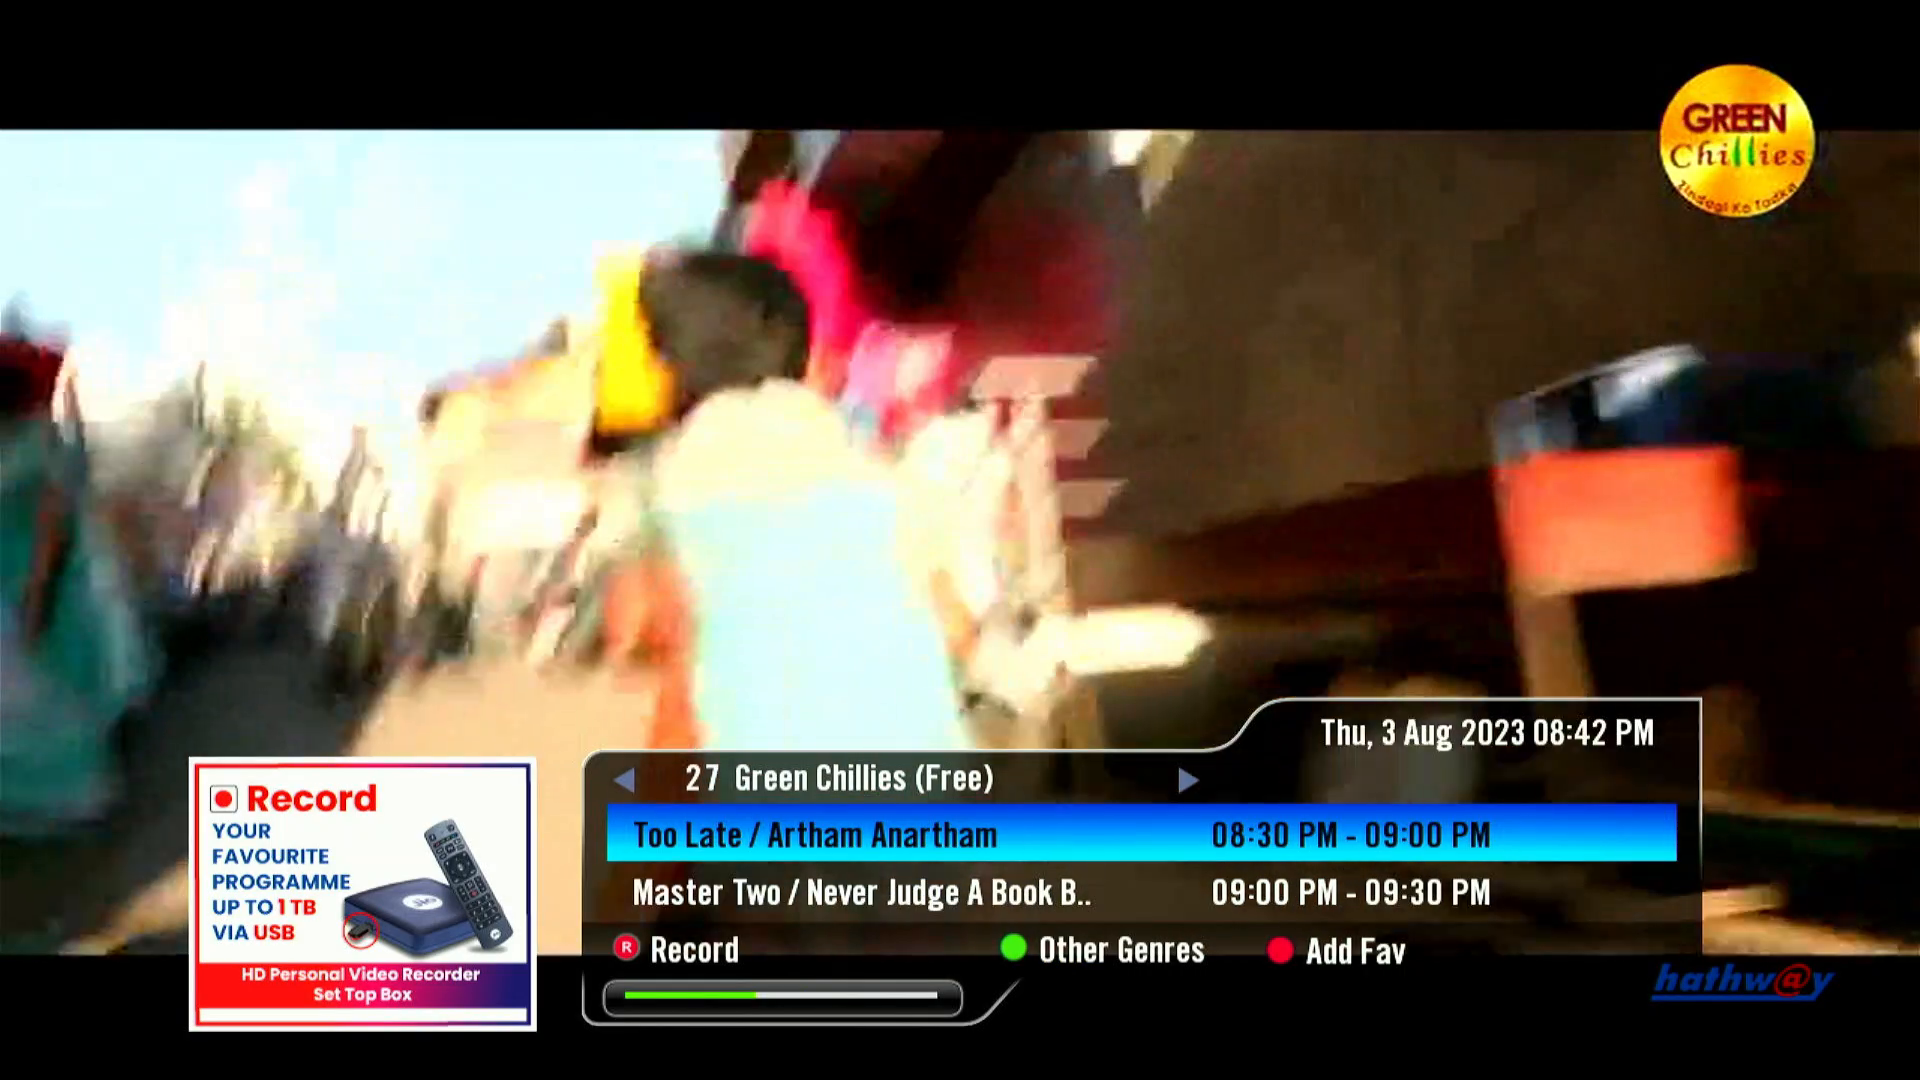 GREEN
Chillies
Zindagi Ka Tadka
Thu, 3 Aug 2023 08:42 PM
27 Green Chillies (Free)
Too Late / Artham Anartham 08:30 PM - 09:00 PM
Master Two / Never Judge A Book B.. 09:00 PM - 09:30 PM
R Record Other Genres Add Fav
Record
YOUR
FAVOURITE
PROGRAMME
UP TO 1 TB
VIA USB
Jio
HD Personal Video Recorder
Set Top Box
hathw@y